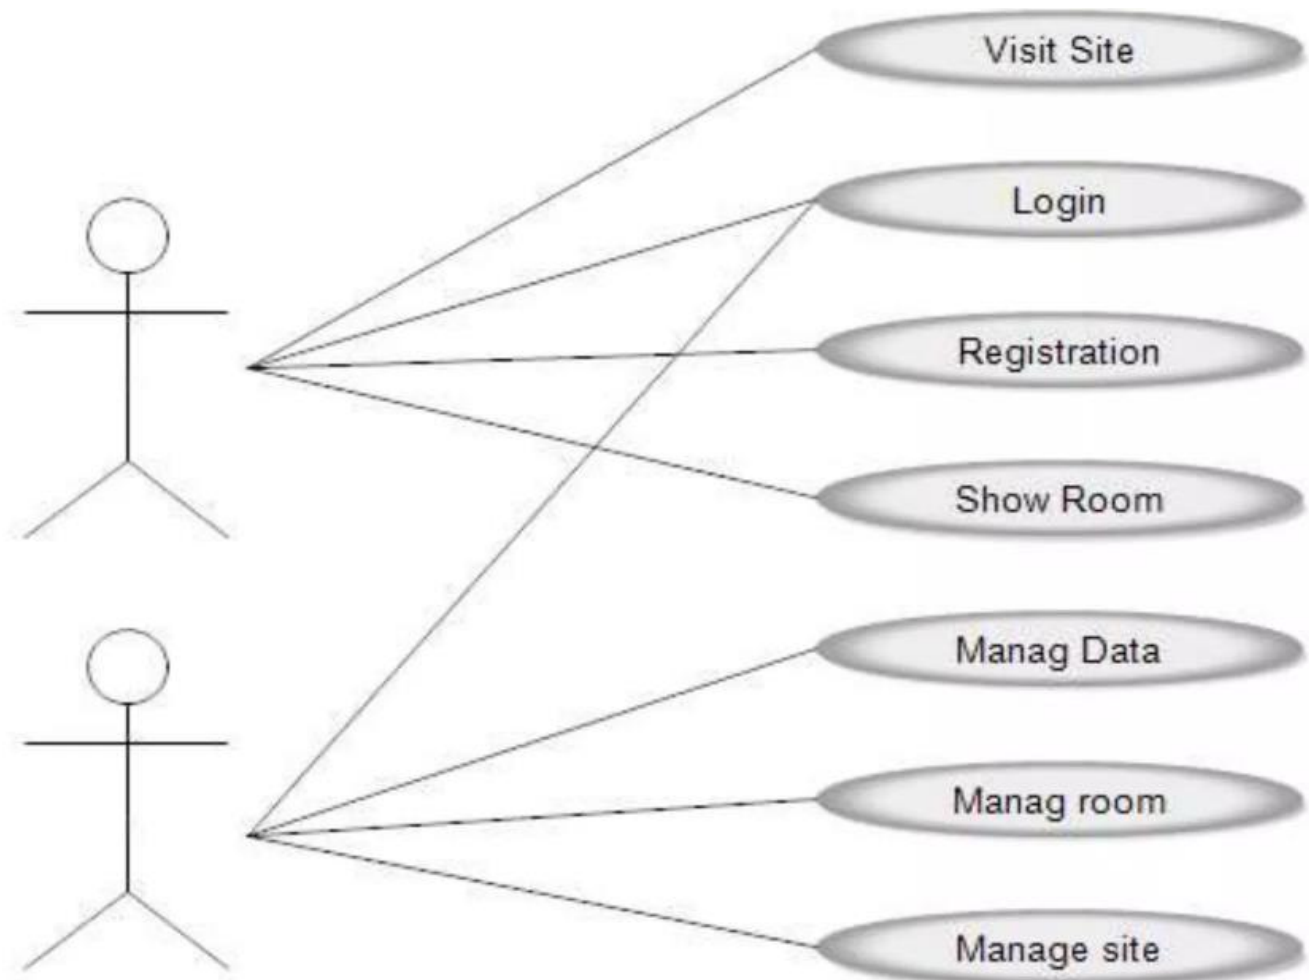 Visit Site
Login
Registration
Show Room
Manag Data
Manag room
Manage site